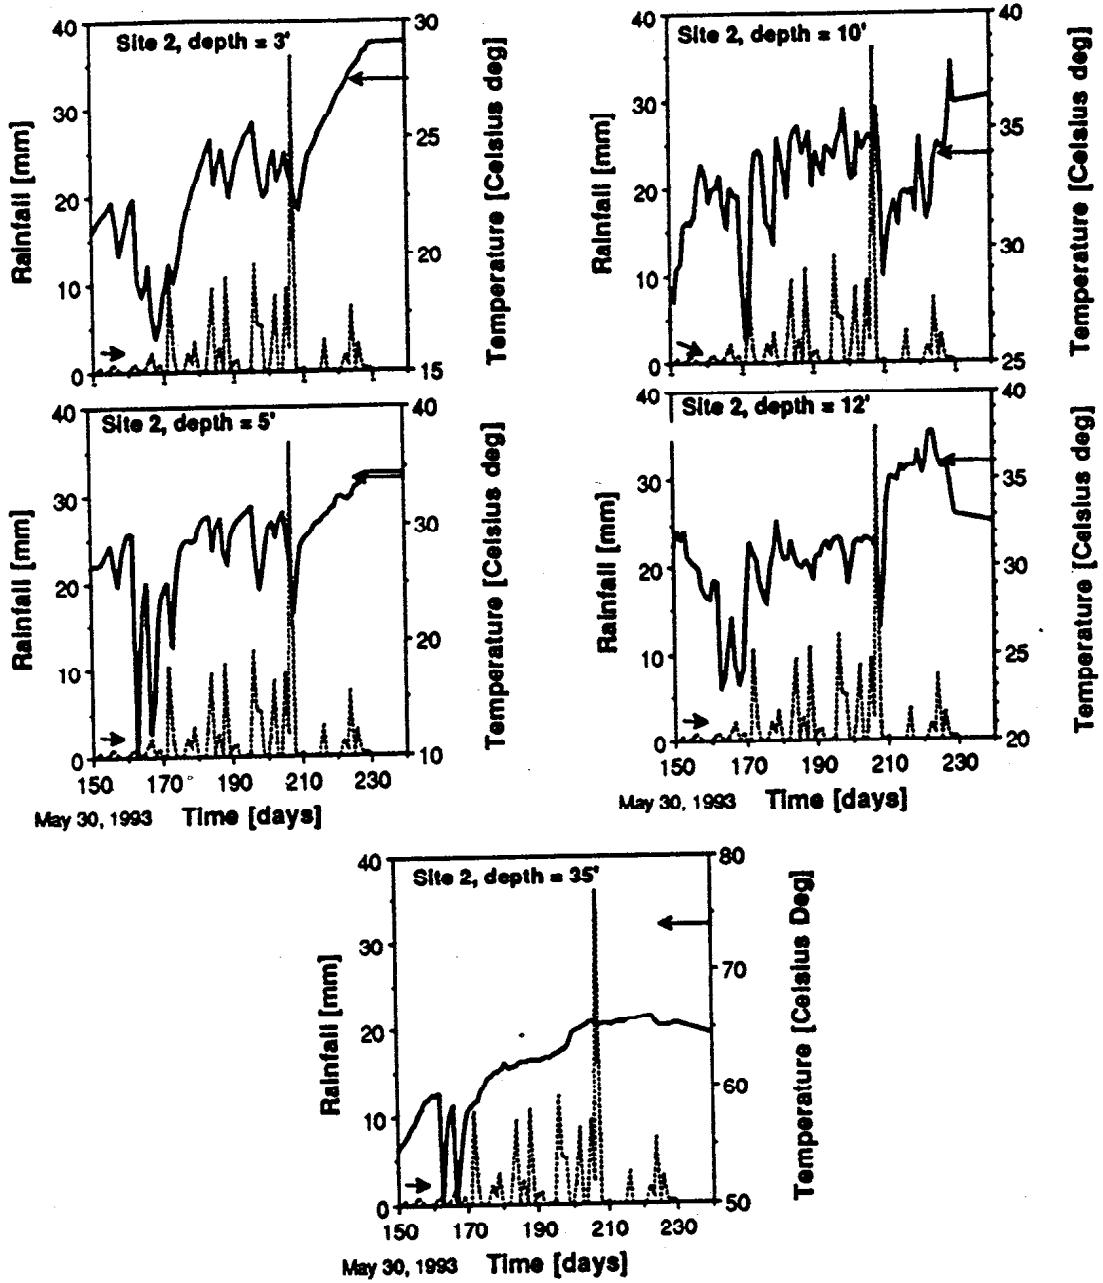 Site 2, depth = 3'
Rainfall [mm]
40
30
20
10
0
30
25
20
15
Temperature [Celsius deg]
Site 2, depth = 10'
Rainfall [mm]
40
30
20
10
0
40
35
30
25
Temperature [Celsius deg]
Site 2, depth = 5'
Rainfall [mm]
40
30
20
10
0
40
30
20
10
Temperature [Celsius deg]
150 170 190 210 230
May 30, 1993 Time [days]
Site 2, depth = 12'
Rainfall [mm]
40
30
20
10
0
40
35
30
25
20
Temperature [Celsius deg]
150 170 190 210 230
May 30, 1993 Time [days]
Site 2, depth = 35'
Rainfall [mm]
40
30
20
10
0
80
70
60
50
Temperature [Celsius Deg]
150 170 190 210 230
May 30, 1993 Time [days]